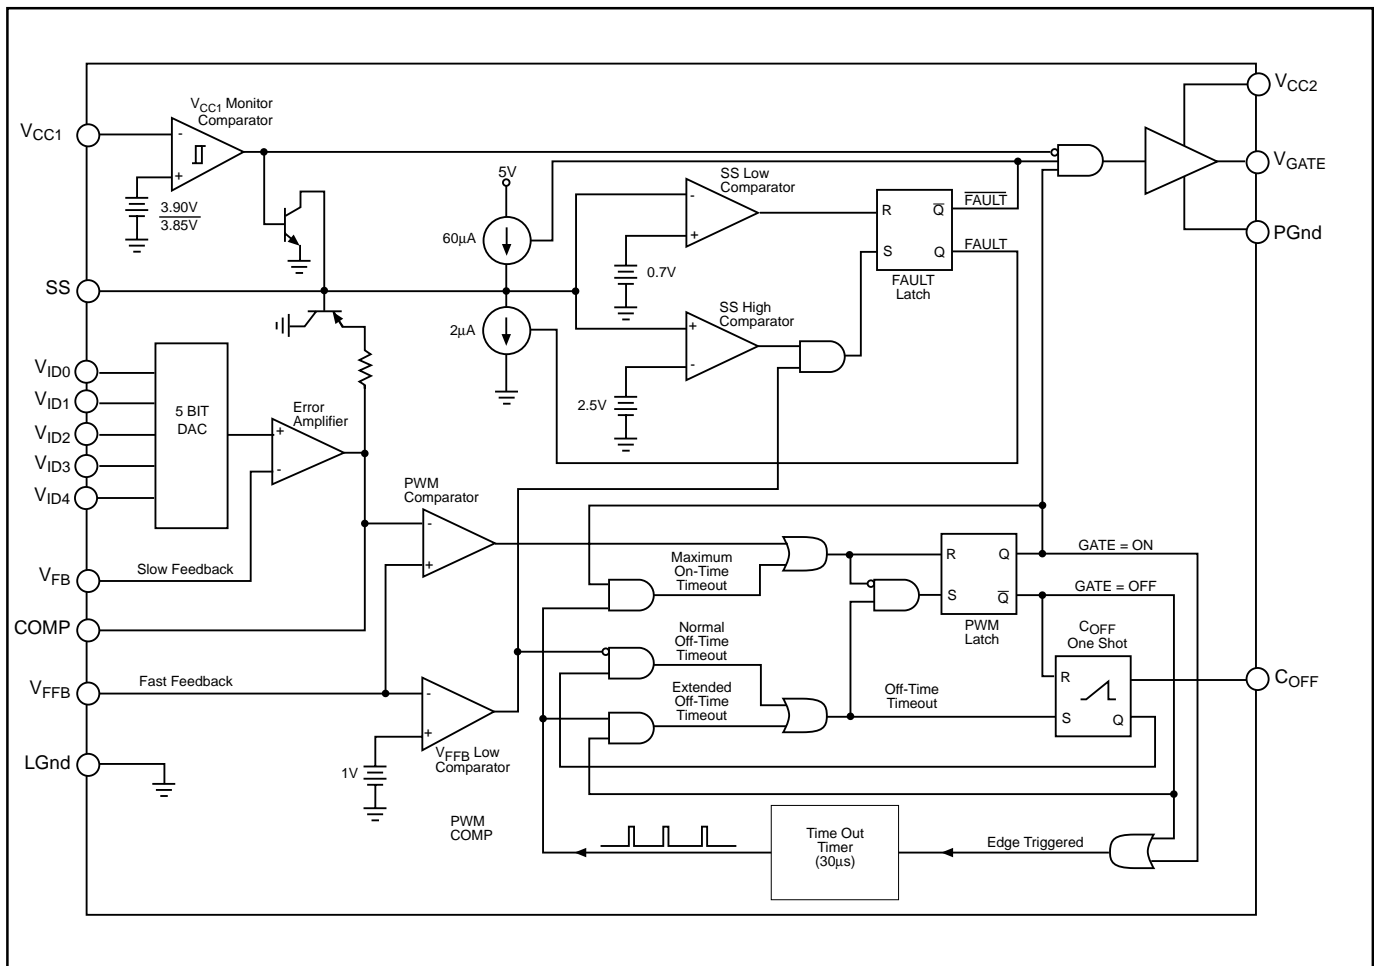 VCC1 Monitor
Comparator
VCC2
VCC1
-
+
3.90V
3.85V
5V
SS Low
Comparator
VGATE
FAULT
R
Q
-
+
60µA
PGnd
S
Q
FAULT
0.7V
FAULT
Latch
SS
SS High
Comparator
2µA
+
-
VID0
VID1
VID2
VID3
VID4
5 BIT
DAC
Error
Amplifier
+
-
2.5V
PWM
Comparator
-
+
VFB
Slow Feedback
Maximum
On-Time
Timeout
R
Q
GATE = ON
S
Q
GATE = OFF
PWM
Latch
COMP
Normal
Off-Time
Timeout
COFF
One Shot
VFFB
Fast Feedback
-
+
Extended
Off-Time
Timeout
Off-Time
Timeout
R
S
Q
COFF
VFFB Low
Comparator
LGnd
1V
PWM
COMP
Time Out
Timer
(30µs)
Edge Triggered